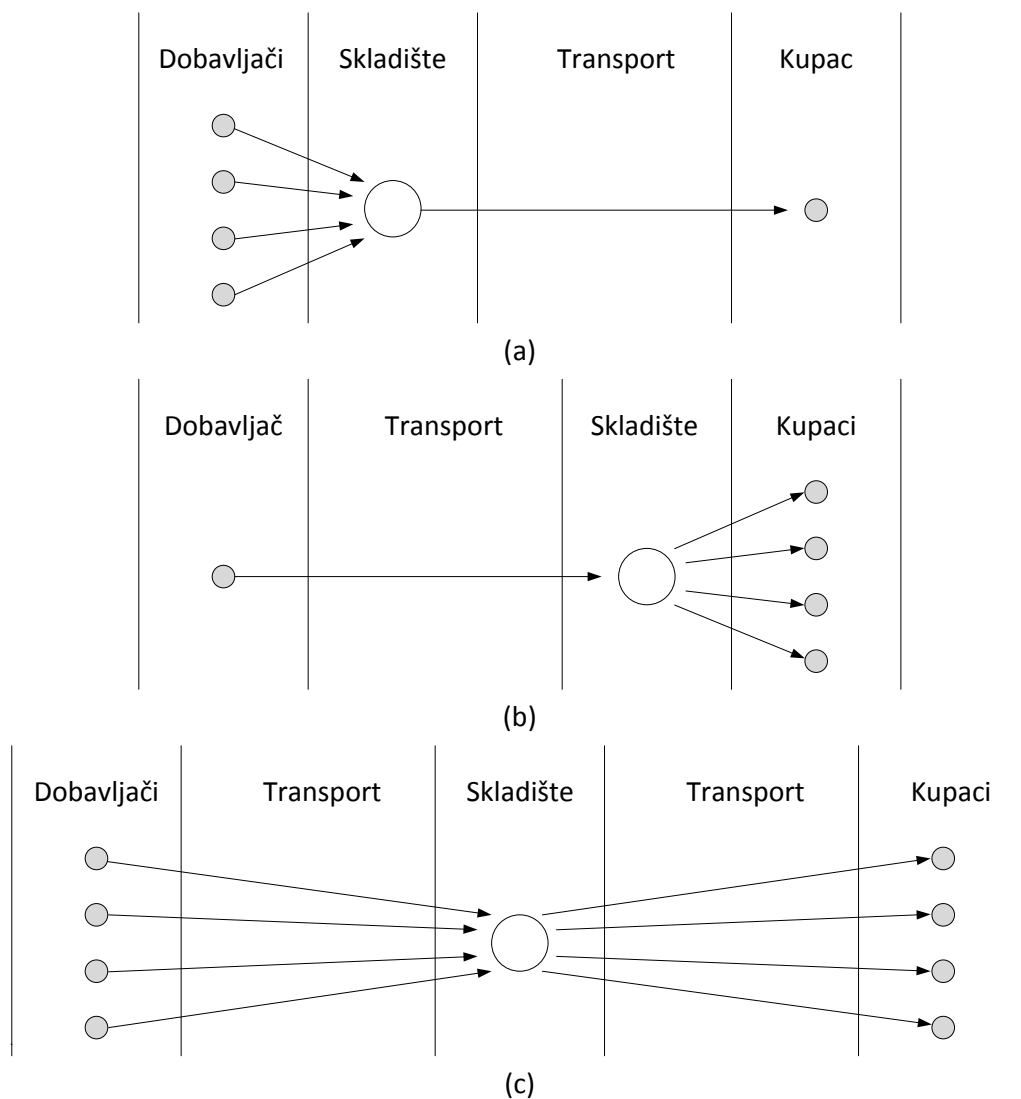 Dobavljači Skladište Transport Kupac
(a)
Dobavljač Transport Skladište Kupaci
(b)
Dobavljači Transport Skladište Transport Kupaci
(c)